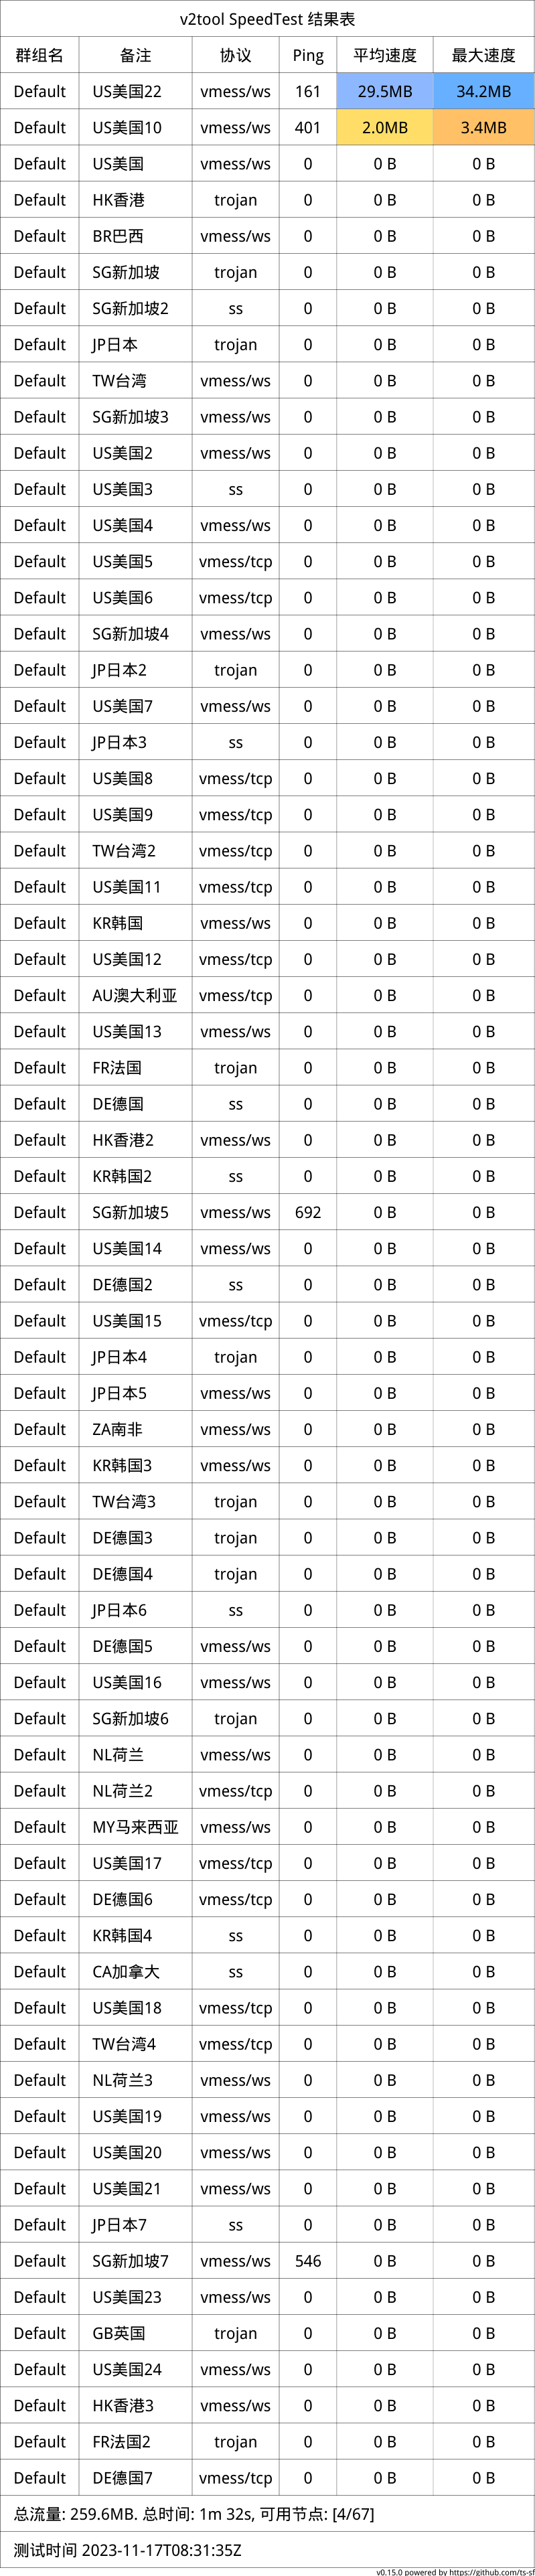 v2tool SpeedTest 结果表
群组名 备注 协议 Ping 平均速度 最大速度
Default US美国22 vmess/ws 161 29.5MB 34.2MB
Default US美国10 vmess/ws 401 2.0MB 3.4MB
Default US美国 vmess/ws 0 0 B 0 B
Default HK香港 trojan 0 0 B 0 B
Default BR巴西 vmess/ws 0 0 B 0 B
Default SG新加坡 trojan 0 0 B 0 B
Default SG新加坡2 ss 0 0 B 0 B
Default JP日本 trojan 0 0 B 0 B
Default TW台湾 vmess/ws 0 0 B 0 B
Default SG新加坡3 vmess/ws 0 0 B 0 B
Default US美国2 vmess/ws 0 0 B 0 B
Default US美国3 ss 0 0 B 0 B
Default US美国4 vmess/ws 0 0 B 0 B
Default US美国5 vmess/tcp 0 0 B 0 B
Default US美国6 vmess/tcp 0 0 B 0 B
Default SG新加坡4 vmess/ws 0 0 B 0 B
Default JP日本2 trojan 0 0 B 0 B
Default US美国7 vmess/ws 0 0 B 0 B
Default JP日本3 ss 0 0 B 0 B
Default US美国8 vmess/tcp 0 0 B 0 B
Default US美国9 vmess/tcp 0 0 B 0 B
Default TW台湾2 vmess/tcp 0 0 B 0 B
Default US美国11 vmess/tcp 0 0 B 0 B
Default KR韩国 vmess/ws 0 0 B 0 B
Default US美国12 vmess/tcp 0 0 B 0 B
Default AU澳大利亚 vmess/tcp 0 0 B 0 B
Default US美国13 vmess/ws 0 0 B 0 B
Default FR法国 trojan 0 0 B 0 B
Default DE德国 ss 0 0 B 0 B
Default HK香港2 vmess/ws 0 0 B 0 B
Default KR韩国2 ss 0 0 B 0 B
Default SG新加坡5 vmess/ws 692 0 B 0 B
Default US美国14 vmess/ws 0 0 B 0 B
Default DE德国2 ss 0 0 B 0 B
Default US美国15 vmess/tcp 0 0 B 0 B
Default JP日本4 trojan 0 0 B 0 B
Default JP日本5 vmess/ws 0 0 B 0 B
Default ZA南非 vmess/ws 0 0 B 0 B
Default KR韩国3 vmess/ws 0 0 B 0 B
Default TW台湾3 trojan 0 0 B 0 B
Default DE德国3 trojan 0 0 B 0 B
Default DE德国4 trojan 0 0 B 0 B
Default JP日本6 ss 0 0 B 0 B
Default DE德国5 vmess/ws 0 0 B 0 B
Default US美国16 vmess/ws 0 0 B 0 B
Default SG新加坡6 trojan 0 0 B 0 B
Default NL荷兰 vmess/ws 0 0 B 0 B
Default NL荷兰2 vmess/tcp 0 0 B 0 B
Default MY马来西亚 vmess/ws 0 0 B 0 B
Default US美国17 vmess/tcp 0 0 B 0 B
Default DE德国6 vmess/tcp 0 0 B 0 B
Default KR韩国4 ss 0 0 B 0 B
Default CA加拿大 ss 0 0 B 0 B
Default US美国18 vmess/tcp 0 0 B 0 B
Default TW台湾4 vmess/tcp 0 0 B 0 B
Default NL荷兰3 vmess/ws 0 0 B 0 B
Default US美国19 vmess/ws 0 0 B 0 B
Default US美国20 vmess/ws 0 0 B 0 B
Default US美国21 vmess/ws 0 0 B 0 B
Default JP日本7 ss 0 0 B 0 B
Default SG新加坡7 vmess/ws 546 0 B 0 B
Default US美国23 vmess/ws 0 0 B 0 B
Default GB英国 trojan 0 0 B 0 B
Default US美国24 vmess/ws 0 0 B 0 B
Default HK香港3 vmess/ws 0 0 B 0 B
Default FR法国2 trojan 0 0 B 0 B
Default DE德国7 vmess/tcp 0 0 B 0 B
总流量: 259.6MB. 总时间: 1m 32s, 可用节点: [4/67]
测试时间 2023-11-17T08:31:35Z
v0.15.0 powered by https://github.com/ts-sf